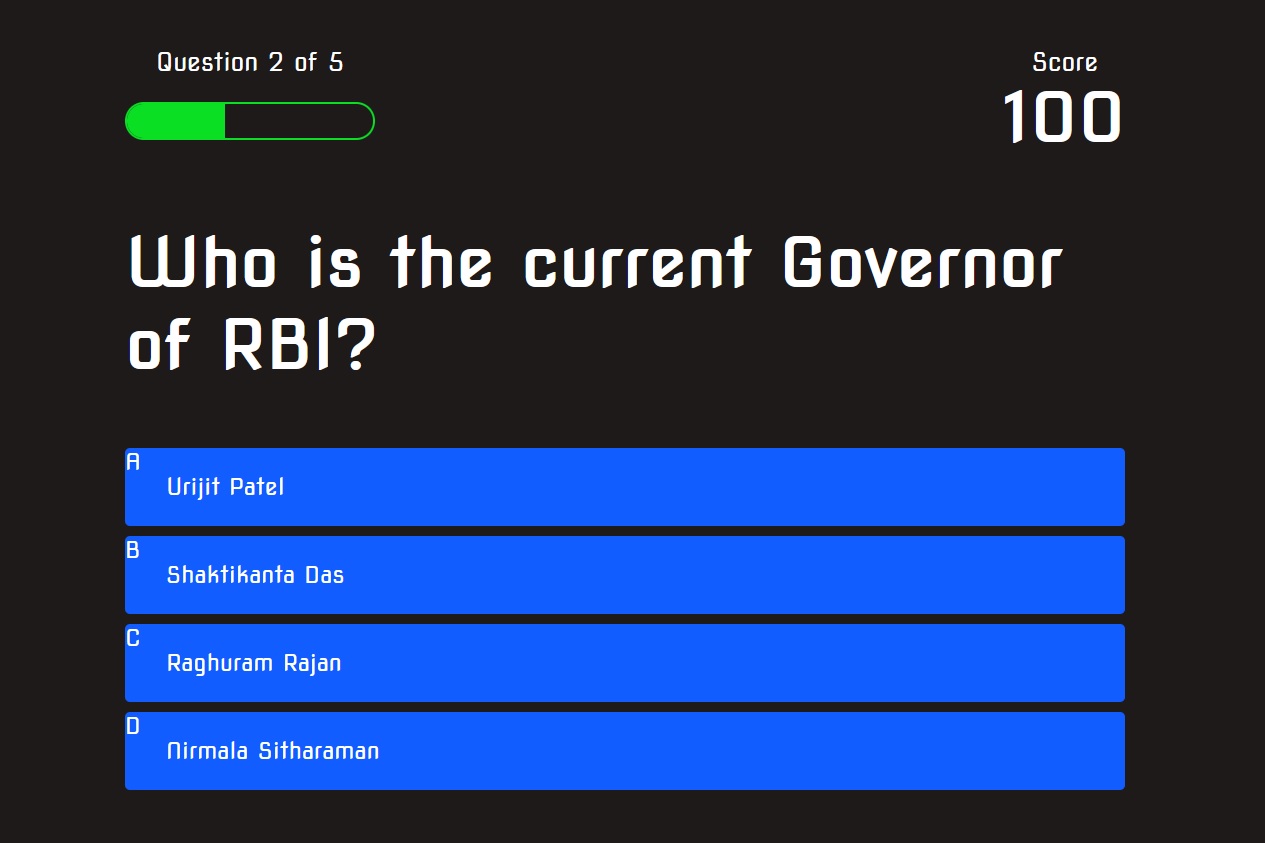 Question 2 of 5
Score
100
Who is the current Governor
of RBI?
A
Urijit Patel
B
Shaktikanta Das
C
Raghuram Rajan
D
Nirmala Sitharaman